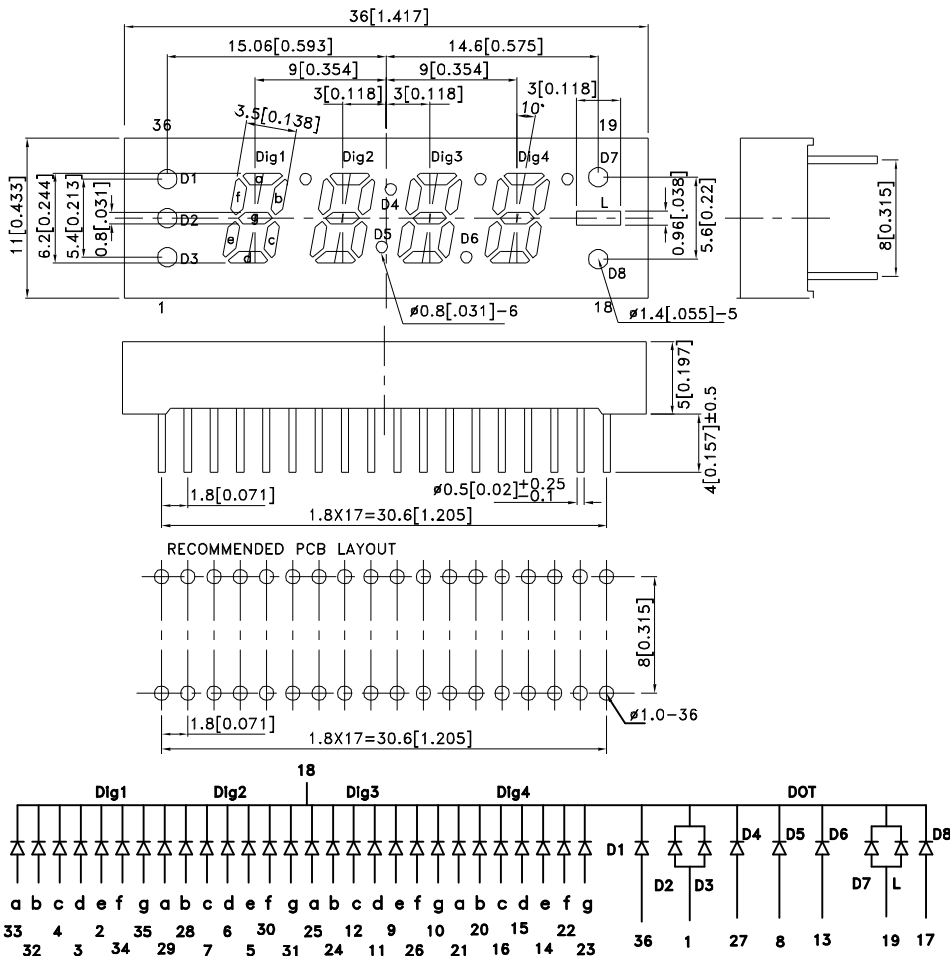 36[1.417]
15.06[0.593]
14.6[0.575]
9[0.354]
9[0.354]
3[0.118]
3[0.118]
3[0.118]
3.5[0.138]
10°
36
19
Dig1
Dig2
Dig3
Dig4
D7
D1
a
f
b
D4
L
D2
g
D5
D6
e
c
D3
d
D8
1
18
11[0.433]
6.2[0.244]
5.4[0.213]
0.8[.031]
0.96[.038]
5.6[0.22]
8[0.315]
ø0.8[.031]-6
ø1.4[.055]-5
5[0.197]
4[0.157]±0.5
1.8[0.071]
ø0.5[0.02]+0.25 -0.1
1.8X17=30.6[1.205]
RECOMMENDED PCB LAYOUT
8[0.315]
1.8[0.071]
ø1.0-36
1.8X17=30.6[1.205]
18
Dig1
Dig2
Dig3
Dig4
DOT
D1
D4
D5
D6
D8
D2
D3
D7
L
a b c d e f g a b c d e f g a b c d e f g a b c d e f g
33 4 2 35 28 6 30 25 12 9 10 20 15 22 36 1 27 8 13 19 17
32 3 34 29 7 5 31 24 11 26 21 16 14 23